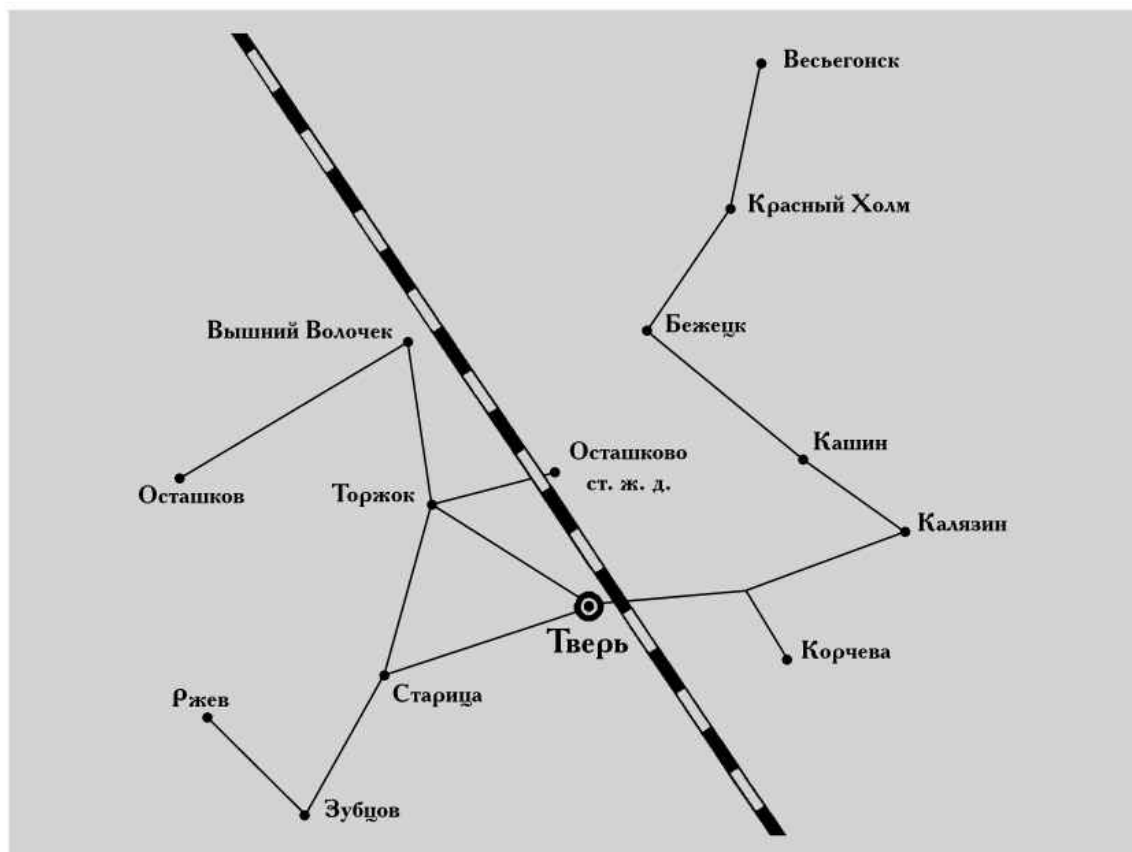 Весьегонск
Красный Холм
Вышний Волочек
Бежецк
Кашин
Осташково
ст. ж. д.
Осташков
Торжок
Калязин
Тверь
Корчева
Ржев
Старица
Зубцов